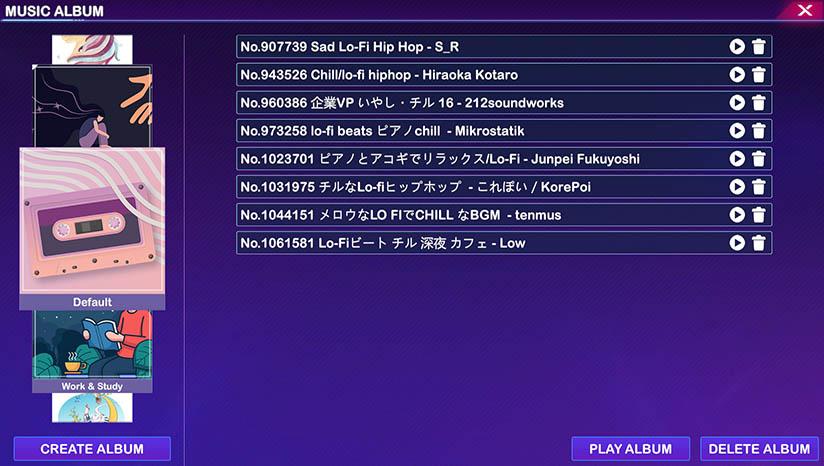 MUSIC ALBUM
No.907739 Sad Lo-Fi Hip Hop - S_R
No.943526 Chill/lo-fi hiphop - Hiraoka Kotaro
No.960386 企業VP いやし・チル 16 - 212soundworks
No.973258 lo-fi beats ピアノchill - Mikrostatik
No.1023701 ピアノとアコギでリラックス/Lo-Fi - Junpei Fukuyoshi
No.1031975 チルなLo-fiヒップホップ - これぽい / KorePoi
No.1044151 メロウなLO FIでCHILL なBGM - tenmus
No.1061581 Lo-Fiビート チル 深夜 カフェ - Low
Default
Work & Study
CREATE ALBUM
PLAY ALBUM
DELETE ALBUM